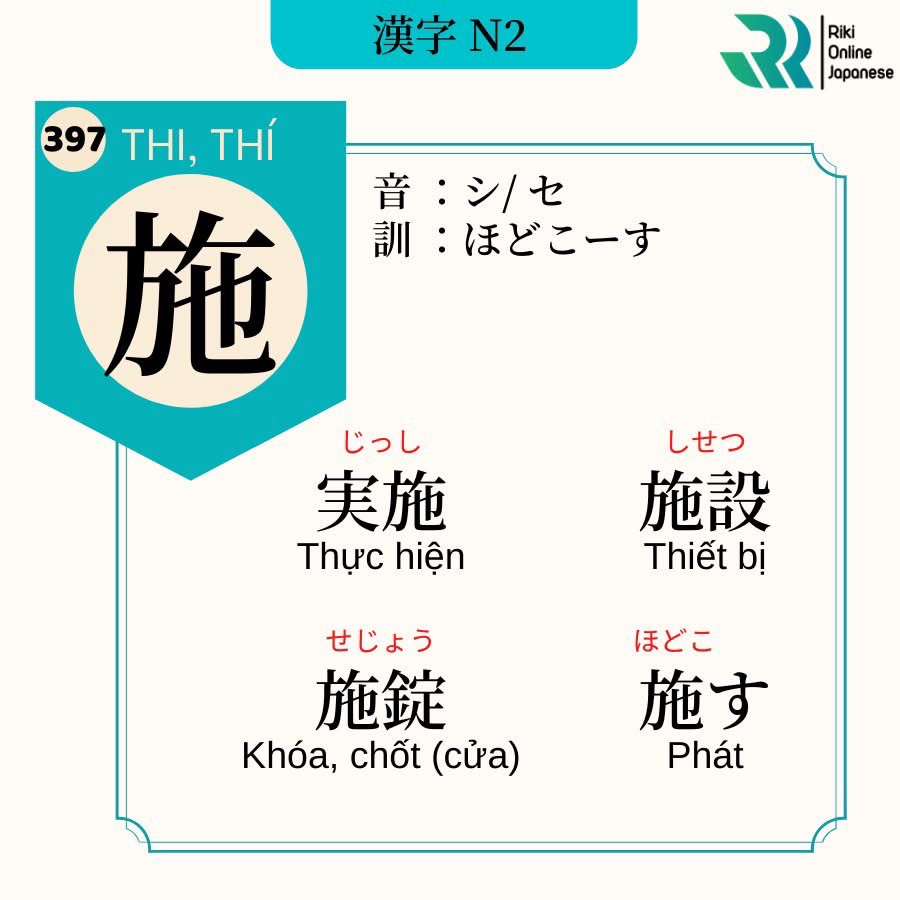 漢字 N2
Riki
Online
Japanese
397
THI, THÍ
施
音 ：シ/ セ
訓 ：ほどこーす
じっし
実施
Thực hiện
しせつ
施設
Thiết bị
せじょう
施錠
Khóa, chốt (cửa)
ほどこ
施す
Phát